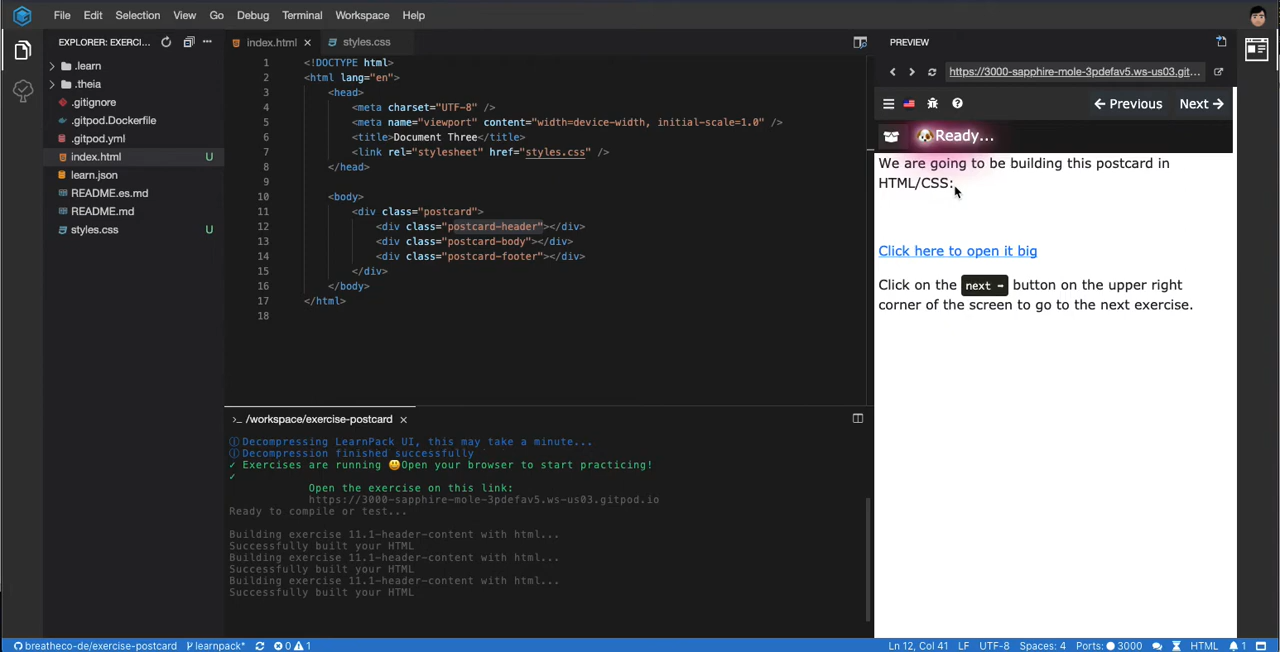 File Edit Selection View Go Debug Terminal Workspace Help
EXPLORER: EXERCI...
.learn
.theia
.gitignore
.gitpod.Dockerfile
.gitpod.yml
index.html U
learn.json
README.es.md
README.md
styles.css U
index.html × styles.css
1 <!DOCTYPE html>
2 <html lang="en">
3 <head>
4 <meta charset="UTF-8" />
5 <meta name="viewport" content="width=device-width, initial-scale=1.0" />
6 <title>Document Three</title>
7 <link rel="stylesheet" href="styles.css" />
8 </head>
9
10 <body>
11 <div class="postcard">
12 <div class="postcard-header"></div>
13 <div class="postcard-body"></div>
14 <div class="postcard-footer"></div>
15 </div>
16 </body>
17 </html>
18
>_ /workspace/exercise-postcard ×
Decompressing LearnPack UI, this may take a minute...
Decompression finished successfully
✓ Exercises are running 😀Open your browser to start practicing!
✓
Open the exercise on this link:
https://3000-sapphire-mole-3pdefav5.ws-us03.gitpod.io
Ready to compile or test...
Building exercise 11.1-header-content with html...
Successfully built your HTML
Building exercise 11.1-header-content with html...
Successfully built your HTML
Building exercise 11.1-header-content with html...
Successfully built your HTML
PREVIEW
https://3000-sapphire-mole-3pdefav5.ws-us03.git...
← Previous Next →
🐶Ready...
We are going to be building this postcard in
HTML/CSS:
Click here to open it big
Click on the next → button on the upper right
corner of the screen to go to the next exercise.
breatheco-de/exercise-postcard learnpack* 0 1 Ln 12, Col 41 LF UTF-8 Spaces: 4 Ports: 3000 HTML 1